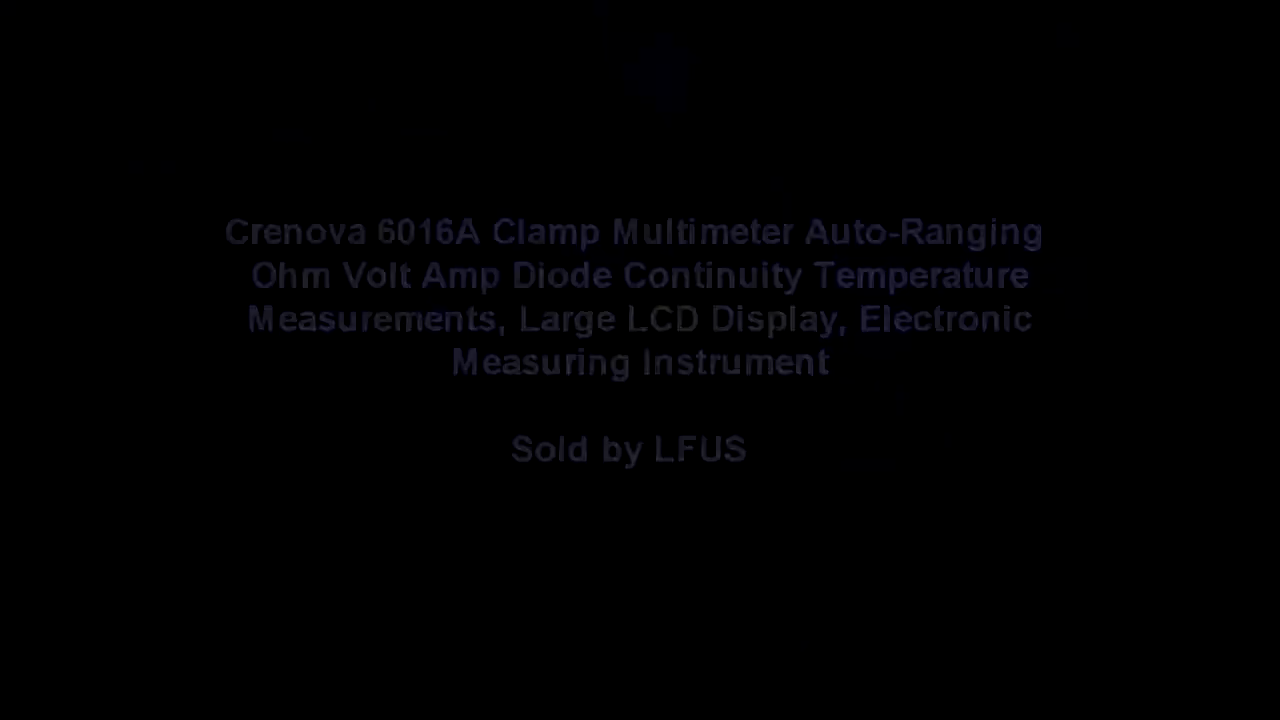 Crenova 6016A Clamp Multimeter Auto-Ranging
Ohm Volt Amp Diode Continuity Temperature
Measurements, Large LCD Display, Electronic
Measuring Instrument
Sold by LFUS